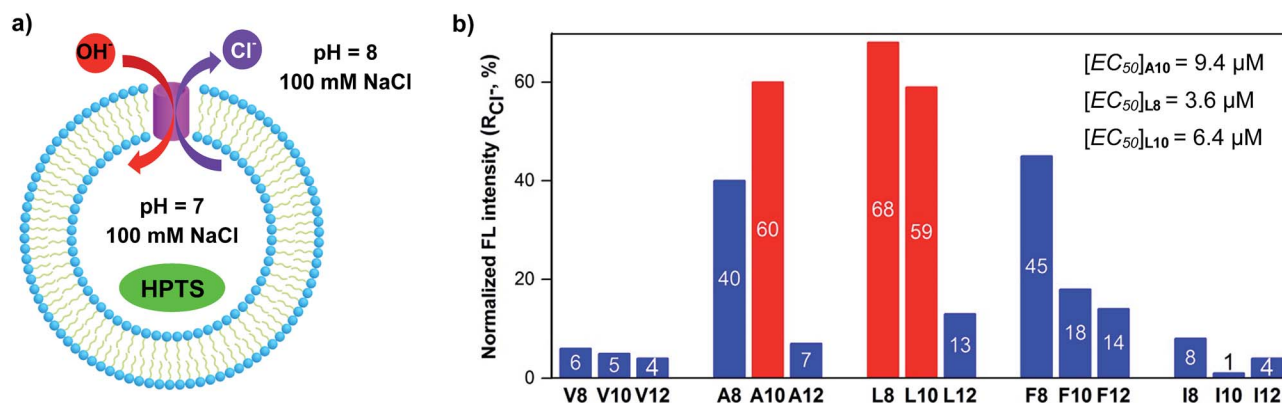 a)
OH-
Cl-
pH = 8
100 mM NaCl
pH = 7
100 mM NaCl
HPTS
b)
Normalized FL intensity (RCl-, %)
60
40
20
0
[EC50]A10 = 9.4 µM
[EC50]L8 = 3.6 µM
[EC50]L10 = 6.4 µM
6 5 4 40 60 7 68 59 13 45 18 14 8 1 4
V8 V10 V12 A8 A10 A12 L8 L10 L12 F8 F10 F12 I8 I10 I12